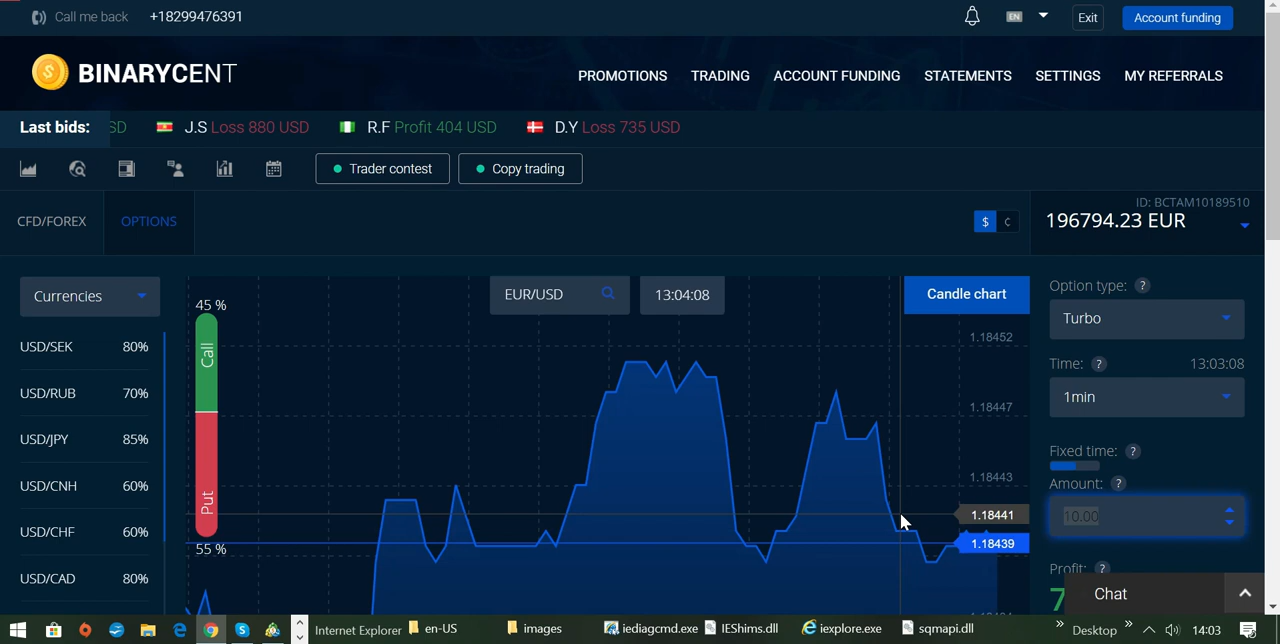 Call me back +18299476391 EN Exit Account funding
BINARYCENT
PROMOTIONS TRADING ACCOUNT FUNDING STATEMENTS SETTINGS MY REFERRALS
Last bids: SD J.S Loss 880 USD R.F Profit 404 USD D.Y Loss 735 USD
Trader contest Copy trading
ID: BCTAM10189510
CFD/FOREX OPTIONS $ ¢ 196794.23 EUR
Currencies
45 %
EUR/USD 13:04:08 Candle chart
Option type: ?
Turbo
USD/SEK 80%
Call
1.18452
Time: ? 13:03:08
USD/RUB 70%
1min
1.18447
USD/JPY 85%
Fixed time: ?
1.18443
USD/CNH 60%
Amount: ?
Put
1.18441
10.00
USD/CHF 60%
55 %
1.18439
USD/CAD 80%
Profit: ?
7
Chat
Internet Explorer en-US images iediagcmd.exe IEShims.dll iexplore.exe sqmapi.dll » Desktop » 14:03